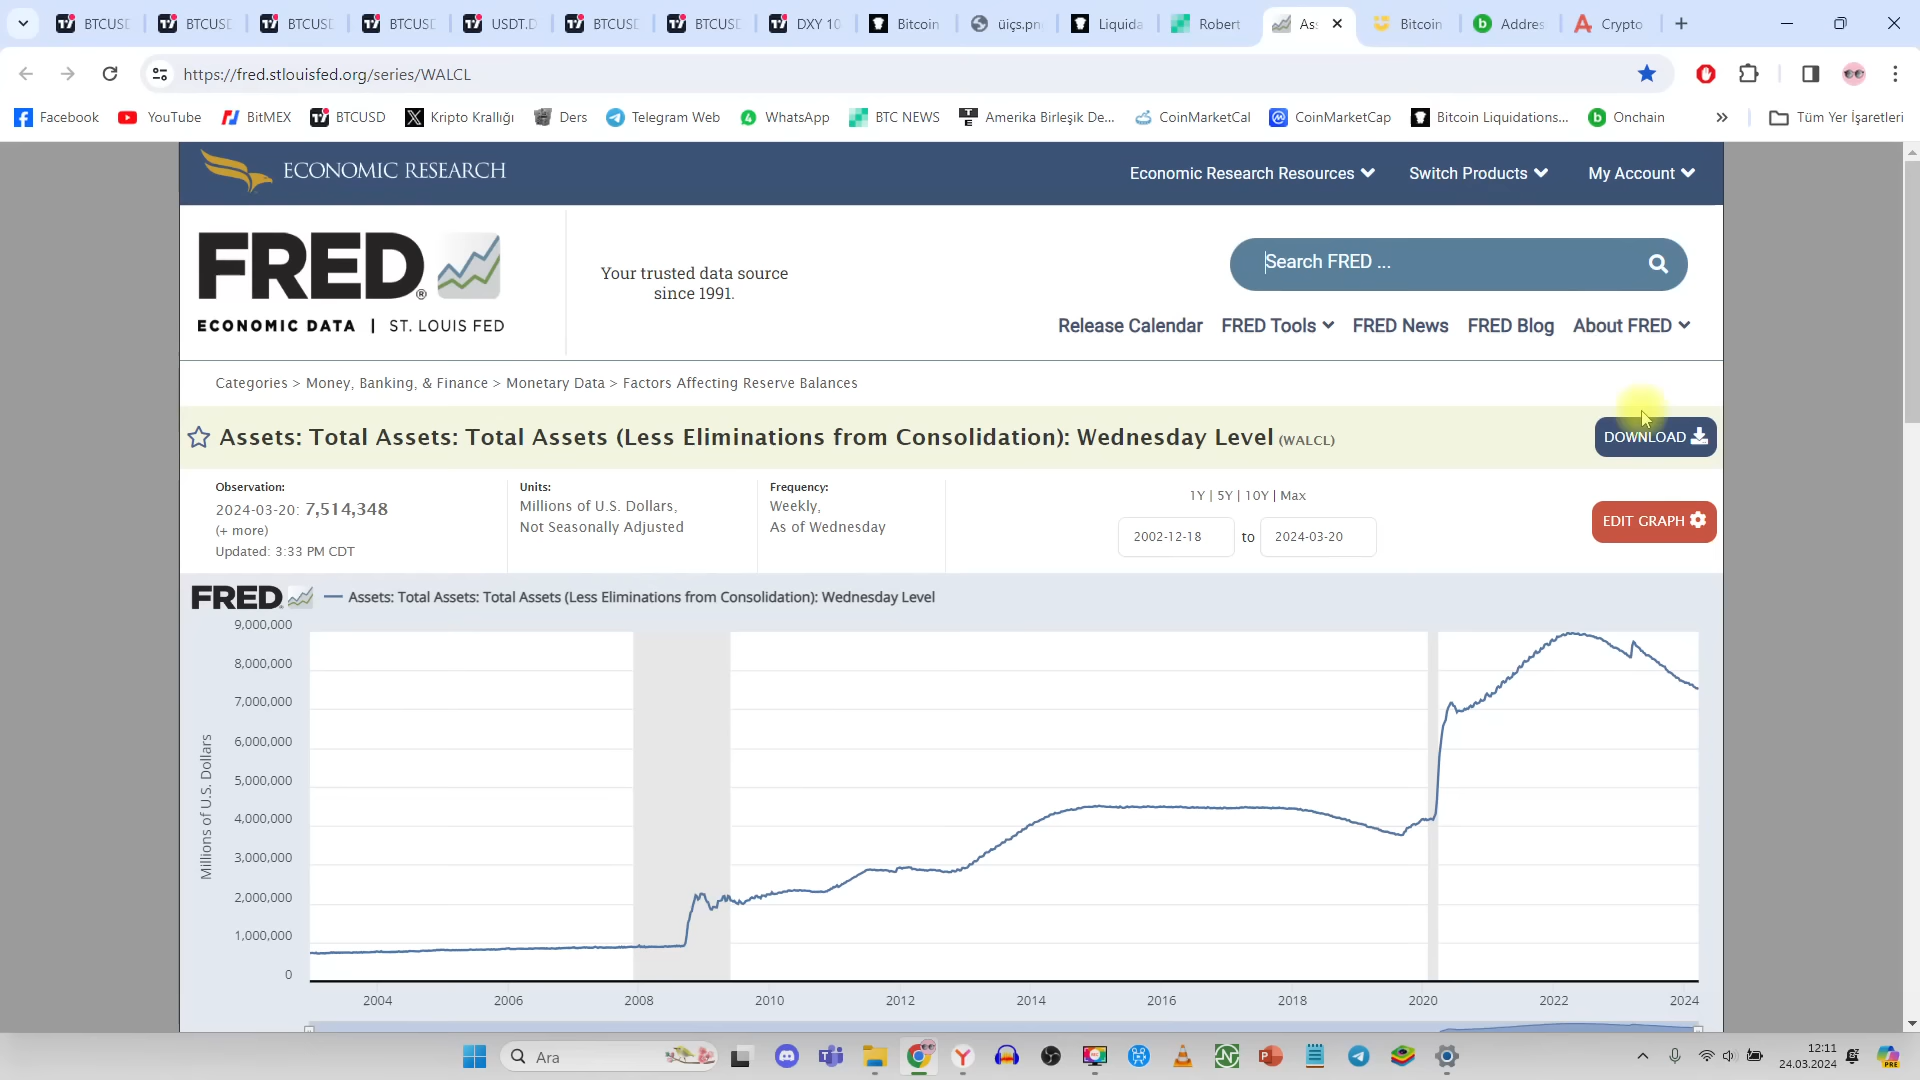 BTCUSD
BTCUSD
BTCUSD
BTCUSD
USDT.D
BTCUSD
BTCUSD
DXY 10
Bitcoin
üiçs.pn
Liquida
Robert
As
Bitcoin
Addres
Crypto
https://fred.stlouisfed.org/series/WALCL
Facebook
YouTube
BitMEX
BTCUSD
Kripto Krallığı
Ders
Telegram Web
WhatsApp
BTC NEWS
Amerika Birleşik De...
CoinMarketCal
CoinMarketCap
Bitcoin Liquidations...
Onchain
»
Tüm Yer İşaretleri
ECONOMIC RESEARCH
Economic Research Resources
Switch Products
My Account
FRED®
ECONOMIC DATA | ST. LOUIS FED
Your trusted data source
since 1991.
Search FRED ...
Release Calendar
FRED Tools
FRED News
FRED Blog
About FRED
Categories > Money, Banking, & Finance > Monetary Data > Factors Affecting Reserve Balances
Assets: Total Assets: Total Assets (Less Eliminations from Consolidation): Wednesday Level (WALCL)
DOWNLOAD
Observation:
2024-03-20: 7,514,348
(+ more)
Updated: 3:33 PM CDT
Units:
Millions of U.S. Dollars,
Not Seasonally Adjusted
Frequency:
Weekly,
As of Wednesday
1Y | 5Y | 10Y | Max
2002-12-18 to 2024-03-20
EDIT GRAPH
FRED
Assets: Total Assets: Total Assets (Less Eliminations from Consolidation): Wednesday Level
Millions of U.S. Dollars
9,000,000
8,000,000
7,000,000
6,000,000
5,000,000
4,000,000
3,000,000
2,000,000
1,000,000
0
2004
2006
2008
2010
2012
2014
2016
2018
2020
2022
2024
Ara
12:11
24.03.2024
PRE